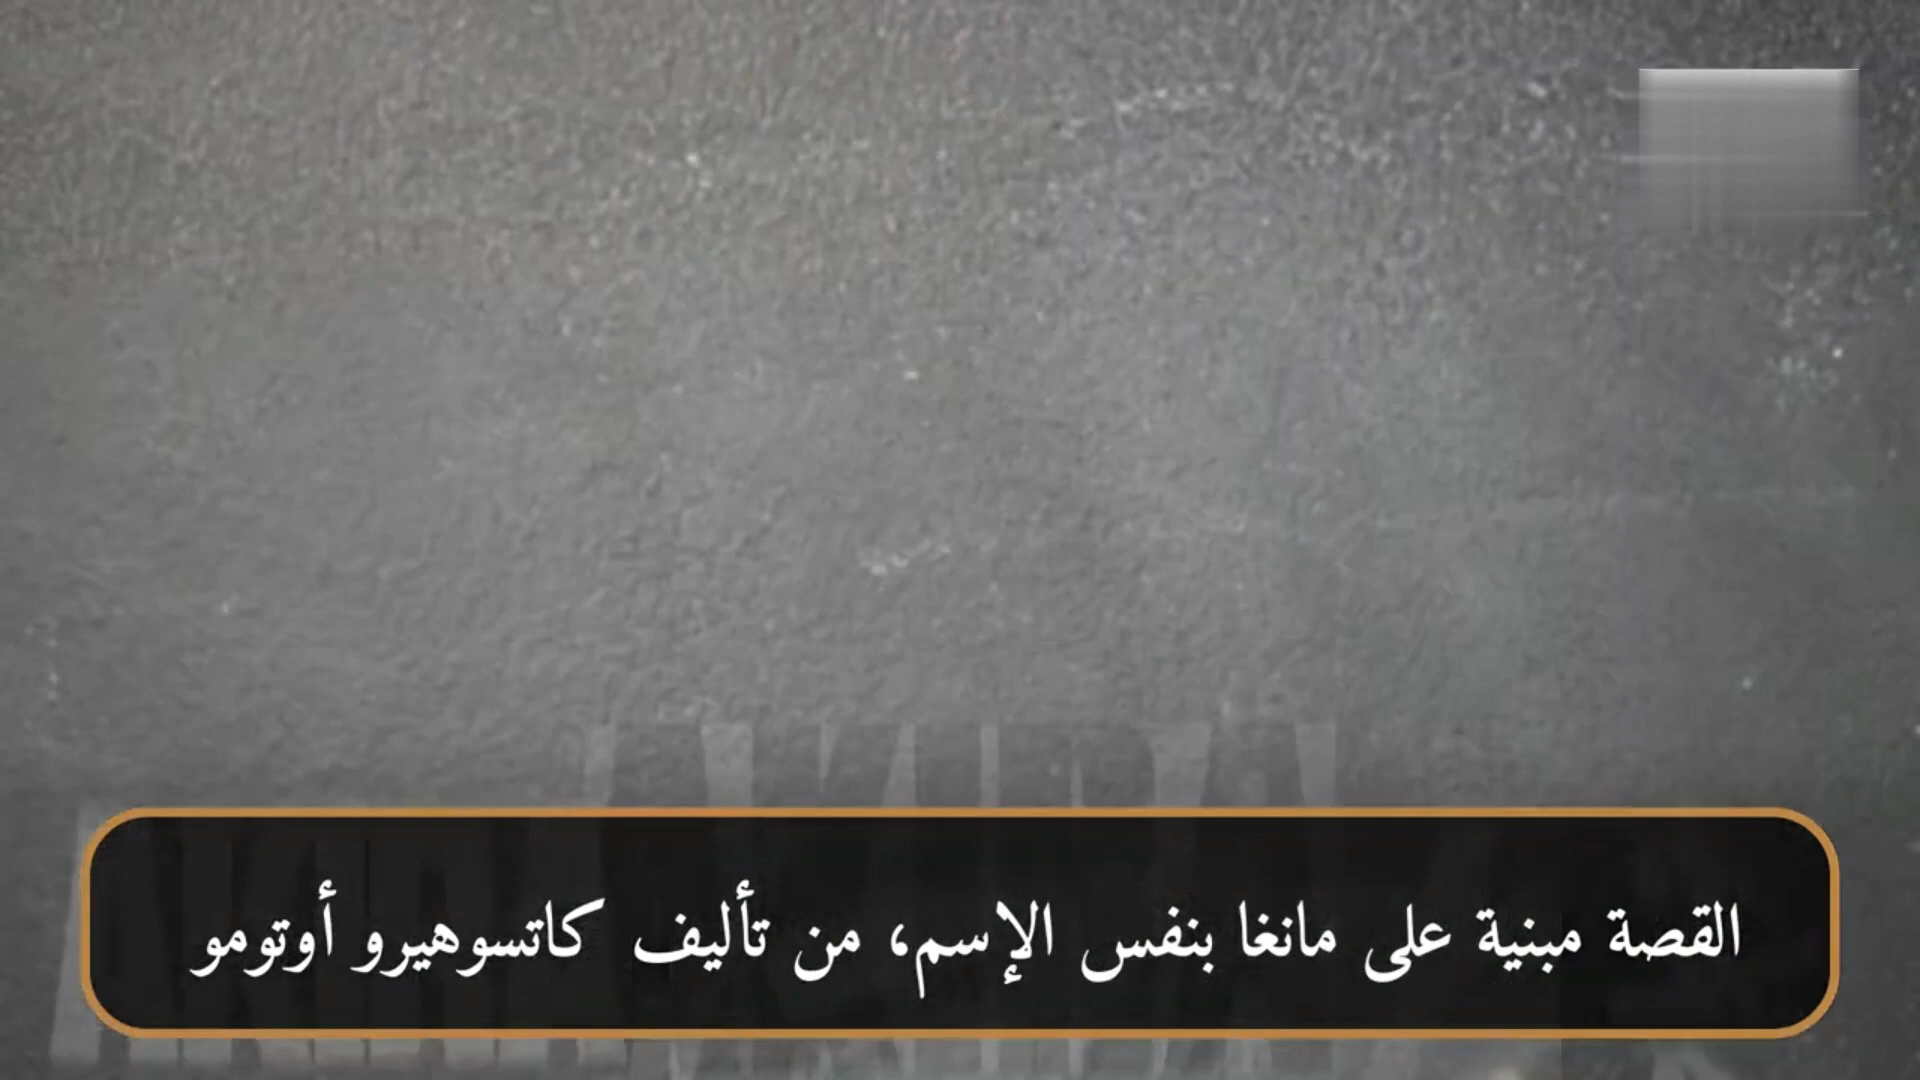 القصة مبنية على مانغا بنفس الإسم، من تأليف كاتسوهيرو أوتومو